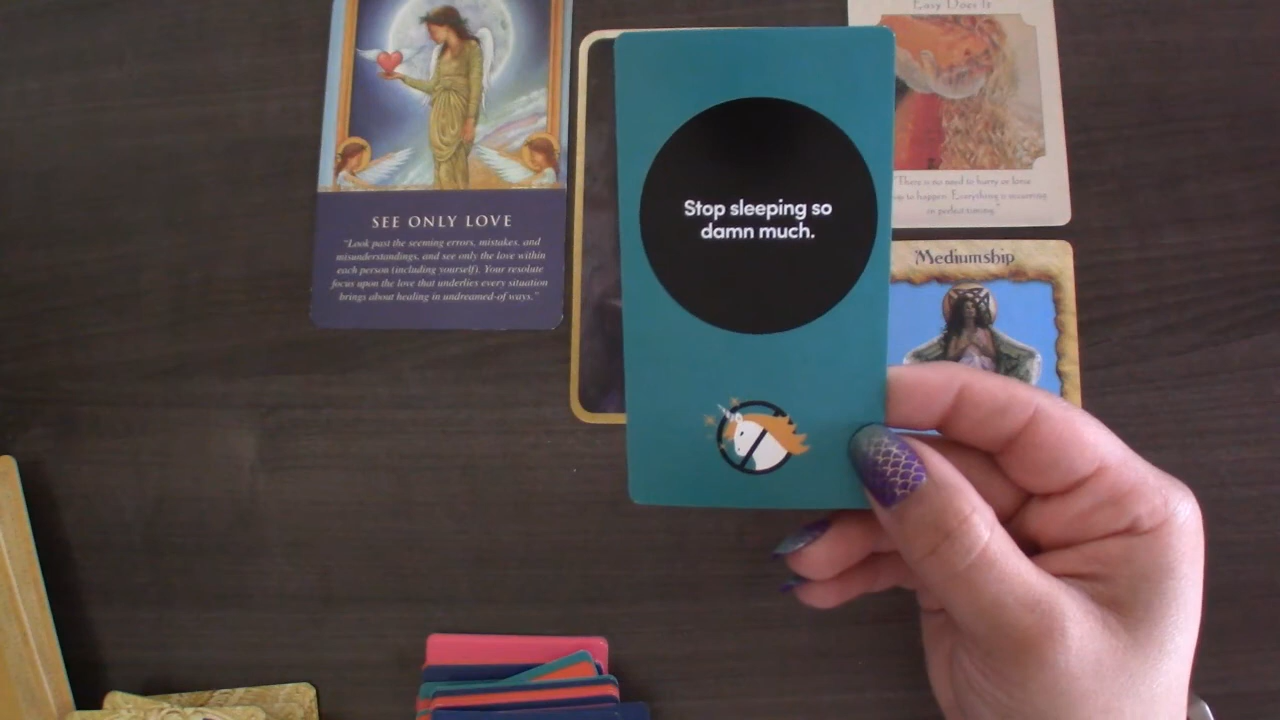 SEE ONLY LOVE
"Look past the seeming errors, mistakes, and
misunderstandings, and see only the love within
each person (including yourself). Your resolute
focus upon the love that underlies every situation
brings about healing in undreamed-of ways."
Stop sleeping so
damn much.
Easy Does It
"There is no need to hurry or force
to happen. Everything is occurring
in perfect timing."
Mediumship